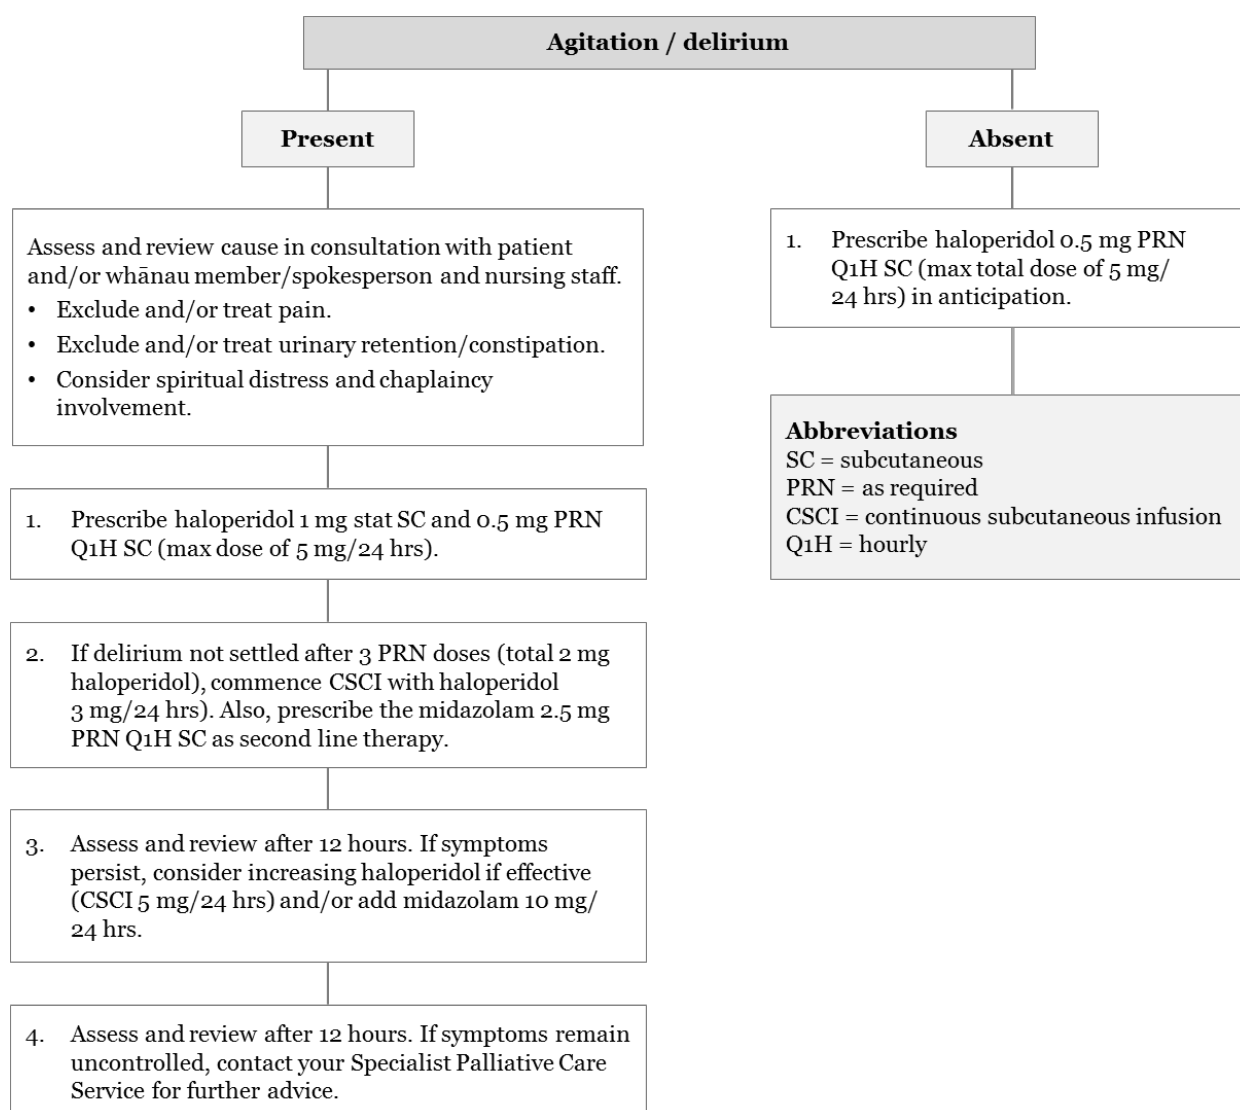 Agitation / delirium
Present
Absent
Assess and review cause in consultation with patient
and/or whānau member/spokesperson and nursing staff.
• Exclude and/or treat pain.
• Exclude and/or treat urinary retention/constipation.
• Consider spiritual distress and chaplaincy
involvement.
1. Prescribe haloperidol 1 mg stat SC and 0.5 mg PRN
Q1H SC (max dose of 5 mg/24 hrs).
2. If delirium not settled after 3 PRN doses (total 2 mg
haloperidol), commence CSCI with haloperidol
3 mg/24 hrs). Also, prescribe the midazolam 2.5 mg
PRN Q1H SC as second line therapy.
3. Assess and review after 12 hours. If symptoms
persist, consider increasing haloperidol if effective
(CSCI 5 mg/24 hrs) and/or add midazolam 10 mg/
24 hrs.
4. Assess and review after 12 hours. If symptoms remain
uncontrolled, contact your Specialist Palliative Care
Service for further advice.
1. Prescribe haloperidol 0.5 mg PRN
Q1H SC (max total dose of 5 mg/
24 hrs) in anticipation.
Abbreviations
SC = subcutaneous
PRN = as required
CSCI = continuous subcutaneous infusion
Q1H = hourly